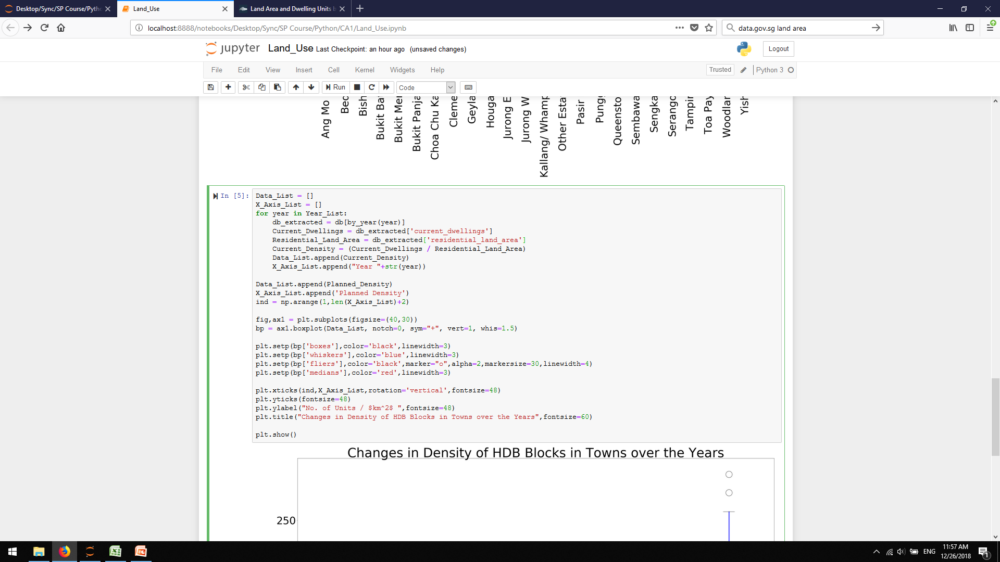 Desktop/Sync/SP Course/Pyth
Land_Use
Land Area and Dwelling Units b
localhost:8888/notebooks/Desktop/Sync/SP Course/Python/CA1/Land_Use.ipynb
data.gov.sg land area
jupyter Land_Use Last Checkpoint: an hour ago (unsaved changes)
Logout
File Edit View Insert Cell Kernel Widgets Help
Trusted
Python 3
Run
Code
Ang Mo
Bed
Bish
Bukit Ba
Bukit Mer
Bukit Panja
Choa Chu Ka
Cleme
Geyla
Houga
Jurong E
Jurong W
Kallang/ Whamp
Other Esta
Pasir
Pung
Queensto
Sembawa
Sengka
Serang
Tampin
Toa Pay
Woodlan
Yish
In [5]:
Data_List = []
X_Axis_List = []
for year in Year_List:
    db_extracted = db[by_year(year)]
    Current_Dwellings = db_extracted['current_dwellings']
    Residential_Land_Area = db_extracted['residential_land_area']
    Current_Density = (Current_Dwellings / Residential_Land_Area)
    Data_List.append(Current_Density)
    X_Axis_List.append("Year "+str(year))
Data_List.append(Planned_Density)
X_Axis_List.append('Planned Density')
ind = np.arange(1,len(X_Axis_List)+2)
fig,ax1 = plt.subplots(figsize=(40,30))
bp = ax1.boxplot(Data_List, notch=0, sym="+", vert=1, whis=1.5)
plt.setp(bp['boxes'],color='black',linewidth=3)
plt.setp(bp['whiskers'],color='blue',linewidth=3)
plt.setp(bp['fliers'],color='black',marker="o",alpha=2,markersize=30,linewidth=4)
plt.setp(bp['medians'],color='red',linewidth=3)
plt.xticks(ind,X_Axis_List,rotation='vertical',fontsize=48)
plt.yticks(fontsize=48)
plt.ylabel("No. of Units / $km^2$ ",fontsize=48)
plt.title("Changes in Density of HDB Blocks in Towns over the Years",fontsize=60)
plt.show()
Changes in Density of HDB Blocks in Towns over the Years
250
ENG
11:57 AM
12/26/2018
1